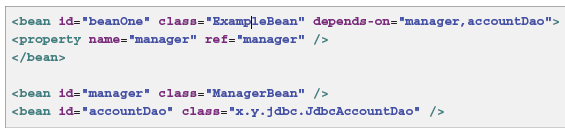 <bean id="beanOne" class="ExampleBean" depends-on="manager,accountDao">
<property name="manager" ref="manager" />
</bean>
<bean id="manager" class="ManagerBean" />
<bean id="accountDao" class="x.y.jdbc.JdbcAccountDao" />